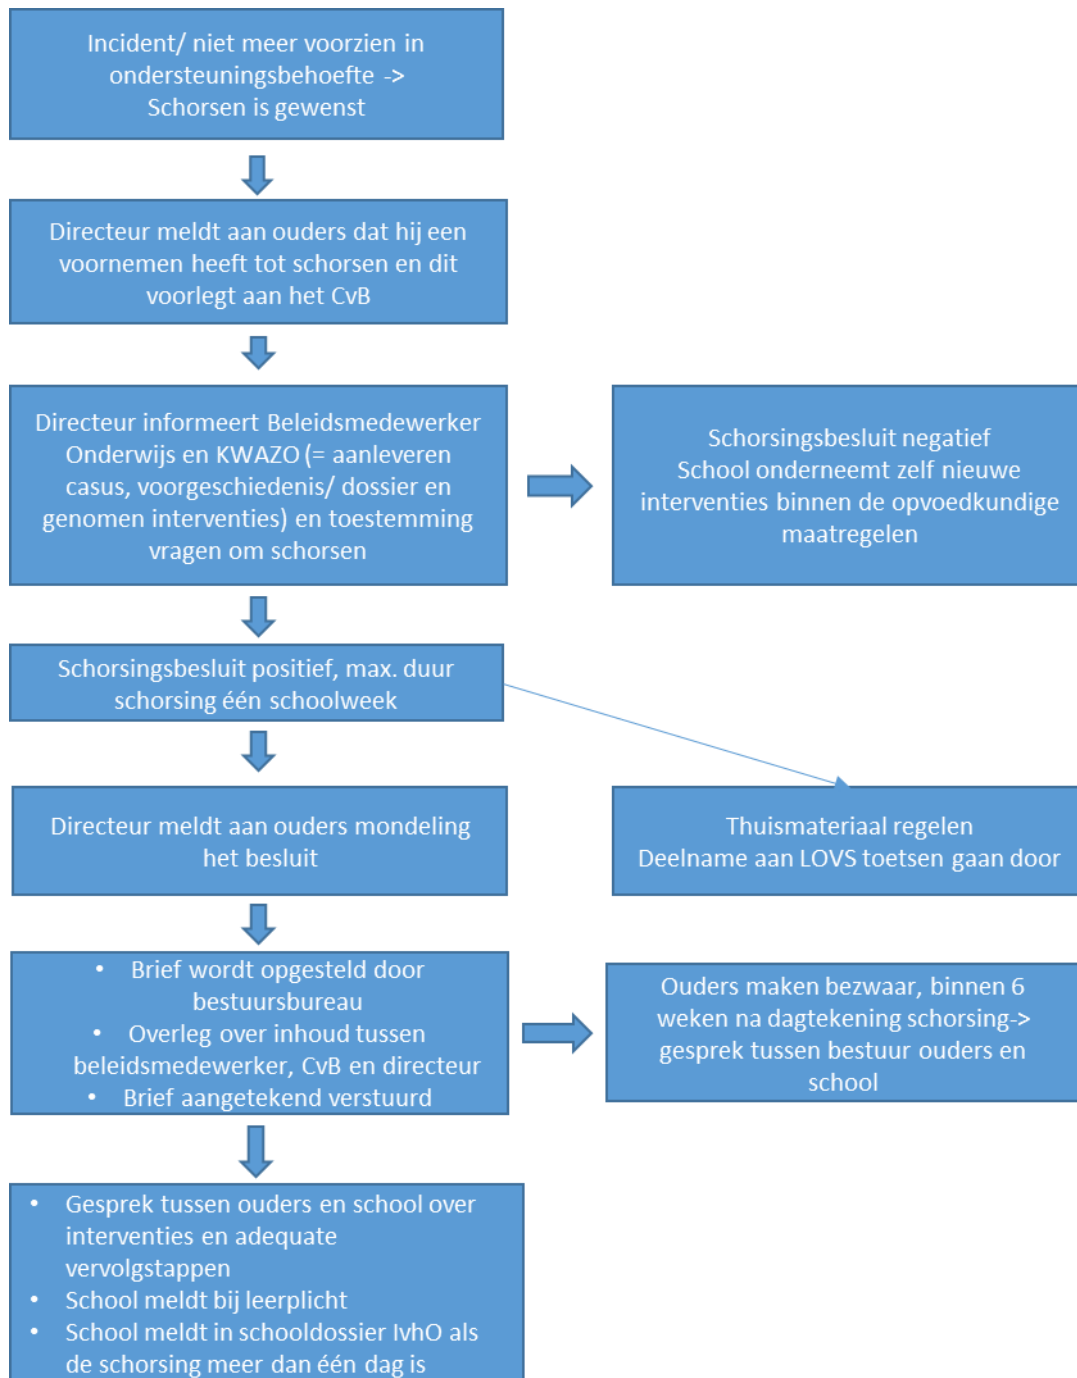 Incident/ niet meer voorzien in
ondersteuningsbehoefte ->
Schorsen is gewenst
Directeur meldt aan ouders dat hij een
voornemen heeft tot schorsen en dit
voorlegt aan het CvB
Directeur informeert Beleidsmedewerker
Onderwijs en KWAZO (= aanleveren
casus, voorgeschiedenis/ dossier en
genomen interventies) en toestemming
vragen om schorsen
Schorsingsbesluit negatief
School onderneemt zelf nieuwe
interventies binnen de opvoedkundige
maatregelen
Schorsingsbesluit positief, max. duur
schorsing één schoolweek
Directeur meldt aan ouders mondeling
het besluit
Thuismateriaal regelen
Deelname aan LOVS toetsen gaan door
• Brief wordt opgesteld door
bestuursbureau
• Overleg over inhoud tussen
beleidsmedewerker, CvB en directeur
• Brief aangetekend verstuurd
Ouders maken bezwaar, binnen 6
weken na dagtekening schorsing->
gesprek tussen bestuur ouders en
school
• Gesprek tussen ouders en school over
interventies en adequate
vervolgstappen
• School meldt bij leerplicht
• School meldt in schooldossier IvhO als
de schorsing meer dan één dag is